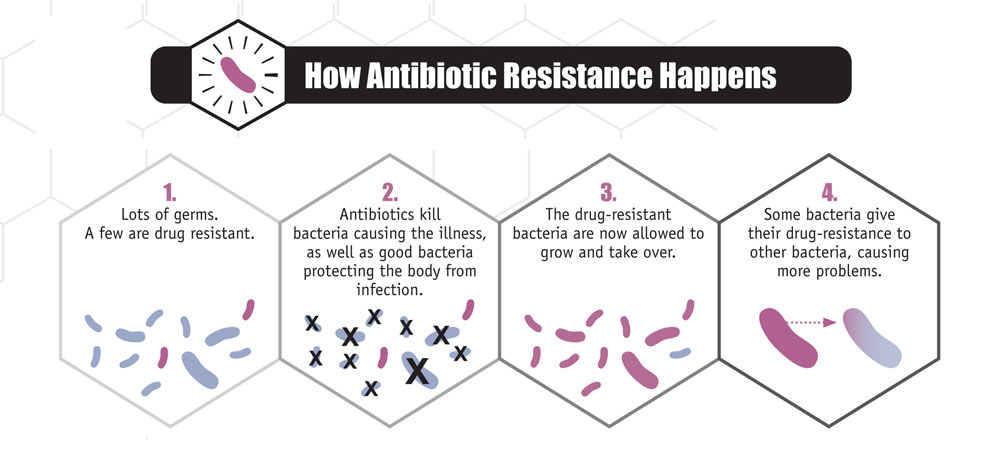 How Antibiotic Resistance Happens
1.
Lots of germs.
A few are drug resistant.
2.
Antibiotics kill
bacteria causing the illness,
as well as good bacteria
protecting the body from
infection.
X X X X X X X X X X
3.
The drug-resistant
bacteria are now allowed to
grow and take over.
4.
Some bacteria give
their drug-resistance to
other bacteria, causing
more problems.